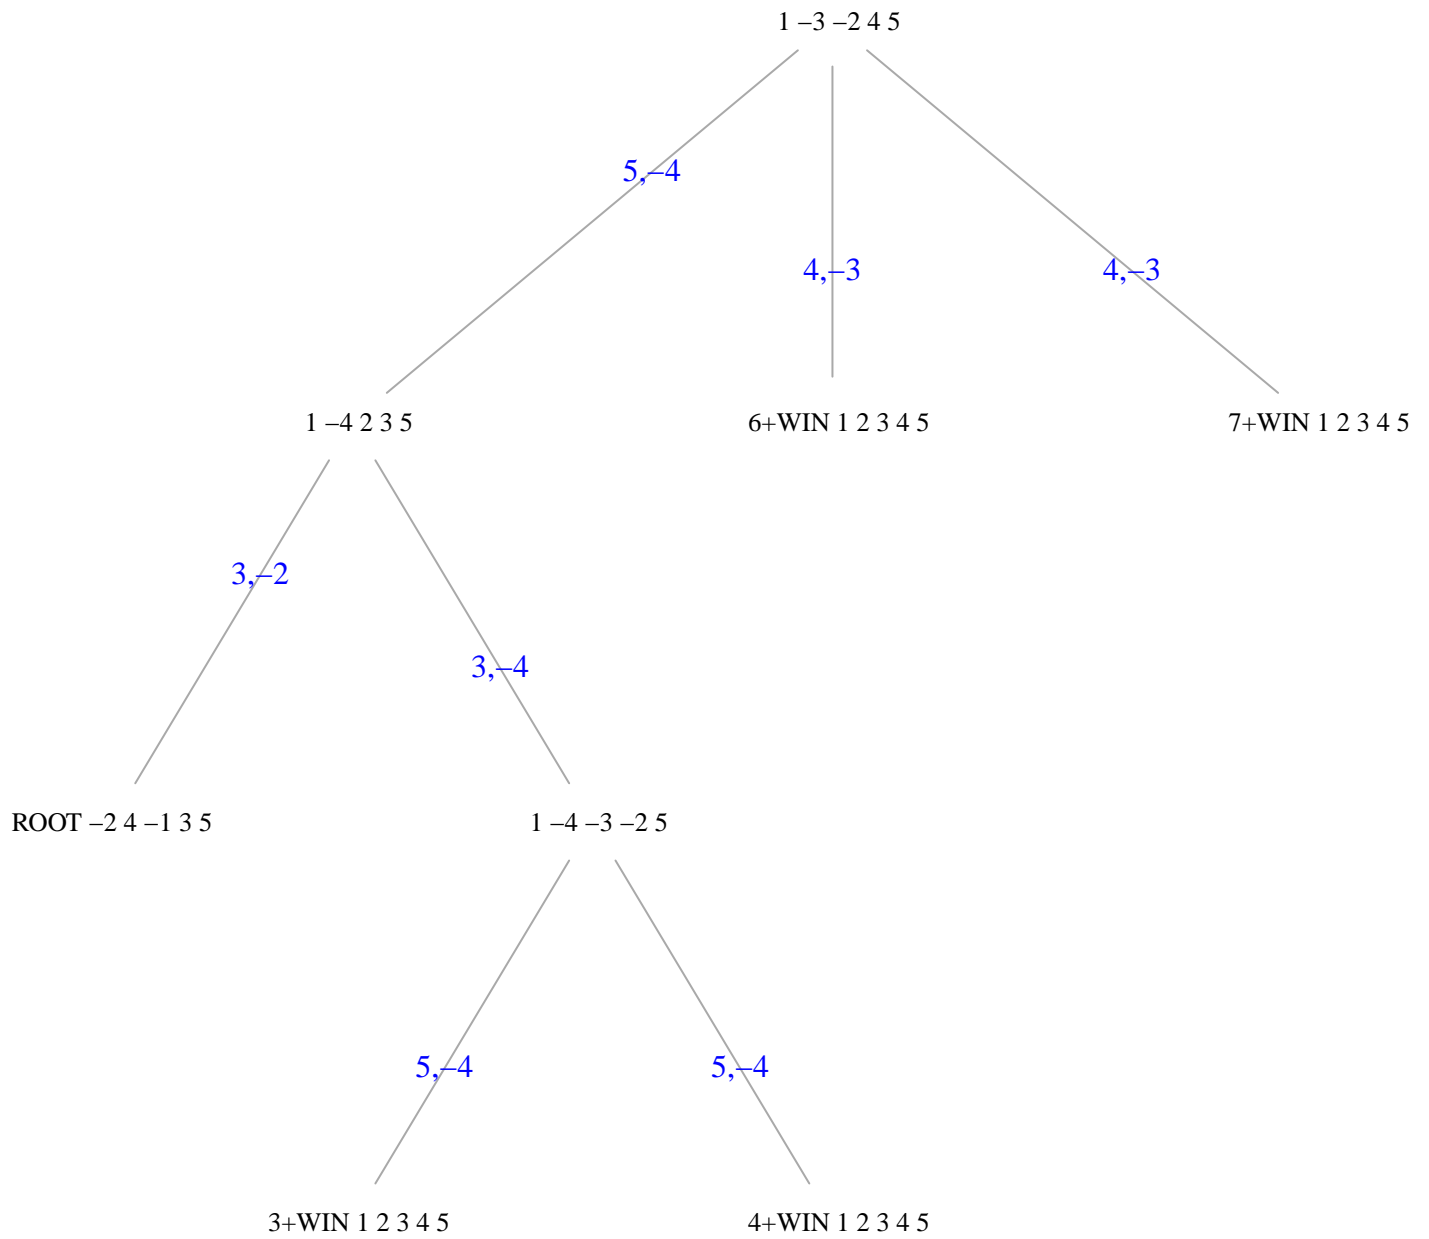 1 –3 –2 4 5
5,–4
4,–3
4,–3
1 –4 2 3 5
6+WIN 1 2 3 4 5
7+WIN 1 2 3 4 5
3,–2
3,–4
ROOT –2 4 –1 3 5
1 –4 –3 –2 5
5,–4
5,–4
3+WIN 1 2 3 4 5
4+WIN 1 2 3 4 5